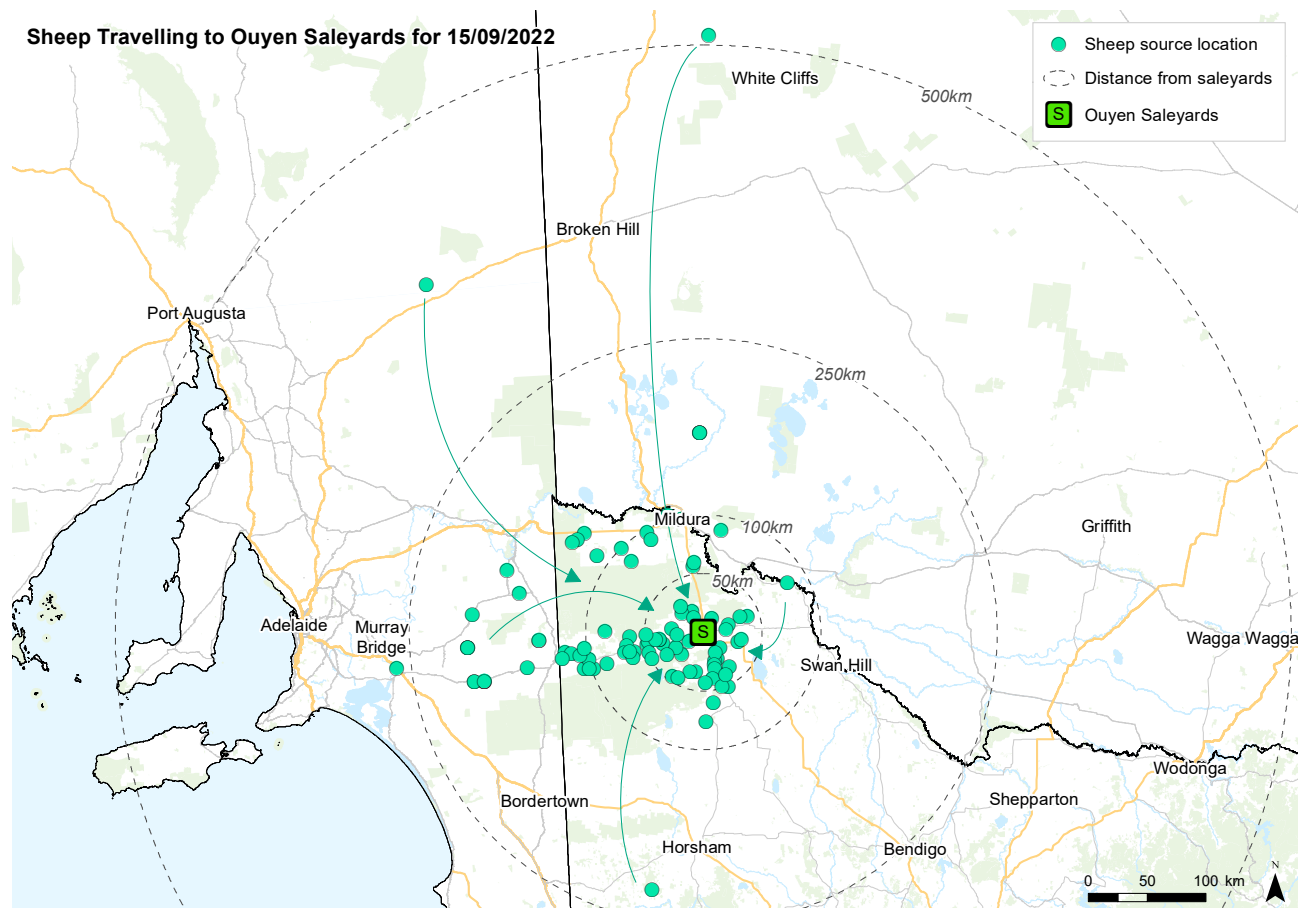 Sheep Travelling to Ouyen Saleyards for 15/09/2022
Sheep source location
Distance from saleyards
S
Ouyen Saleyards
White Cliffs
500km
Broken Hill
Port Augusta
250km
Mildura
100km
Griffith
50km
Adelaide
Murray
Bridge
S
Wagga Wagga
Swan Hill
Wodonga
Bordertown
Shepparton
Horsham
Bendigo
N
0 50 100 km